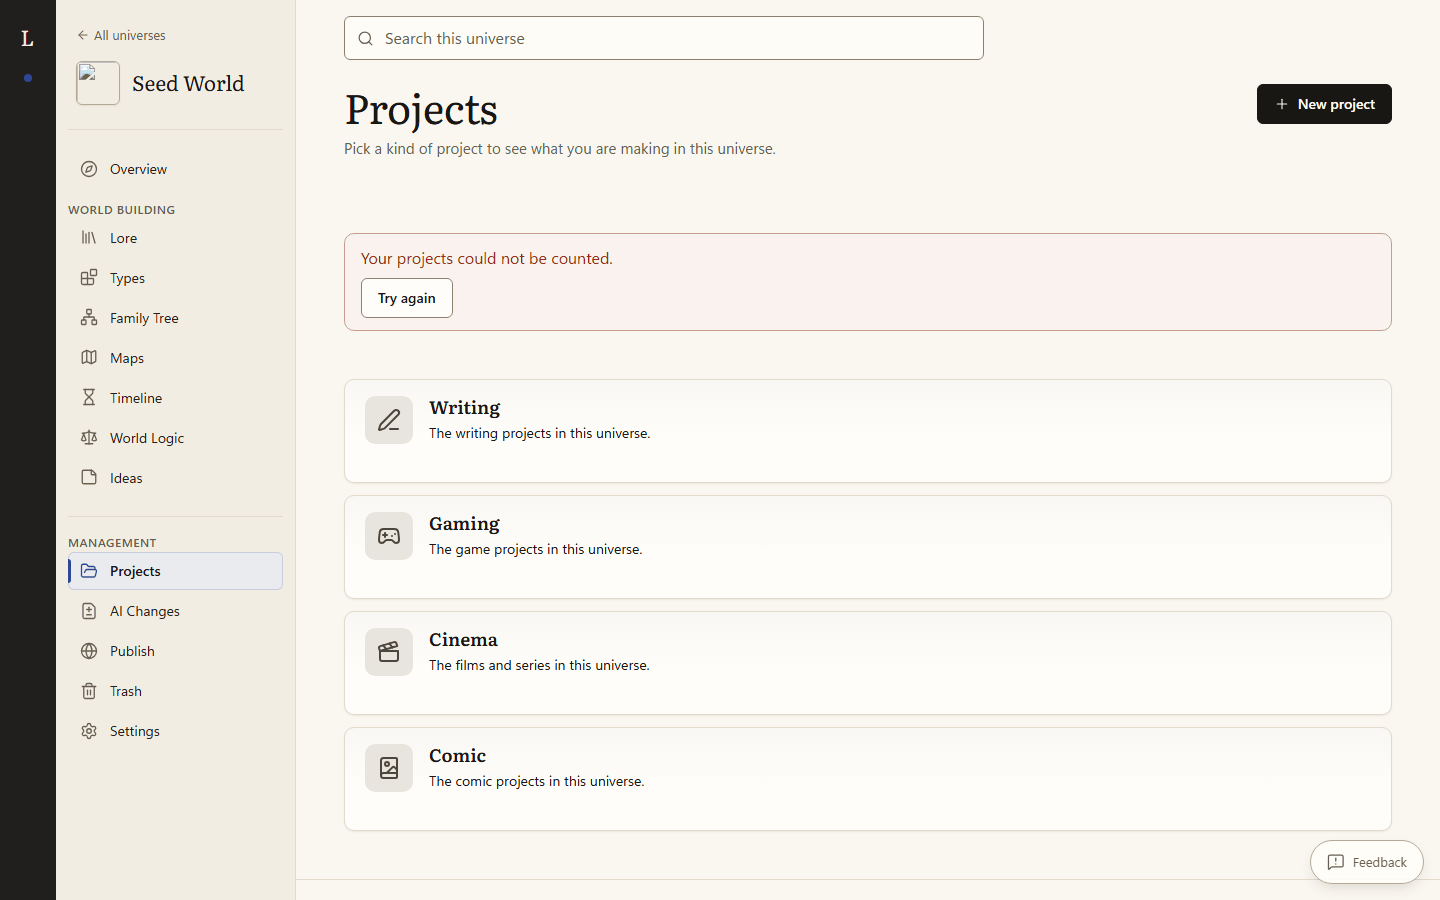 L
All universes
Seed World
Overview
WORLD BUILDING
Lore
Types
Family Tree
Maps
Timeline
World Logic
Ideas
MANAGEMENT
Projects
AI Changes
Publish
Trash
Settings
Search this universe
Projects
New project
Pick a kind of project to see what you are making in this universe.
Your projects could not be counted.
Try again
Writing
The writing projects in this universe.
Gaming
The game projects in this universe.
Cinema
The films and series in this universe.
Comic
The comic projects in this universe.
Feedback